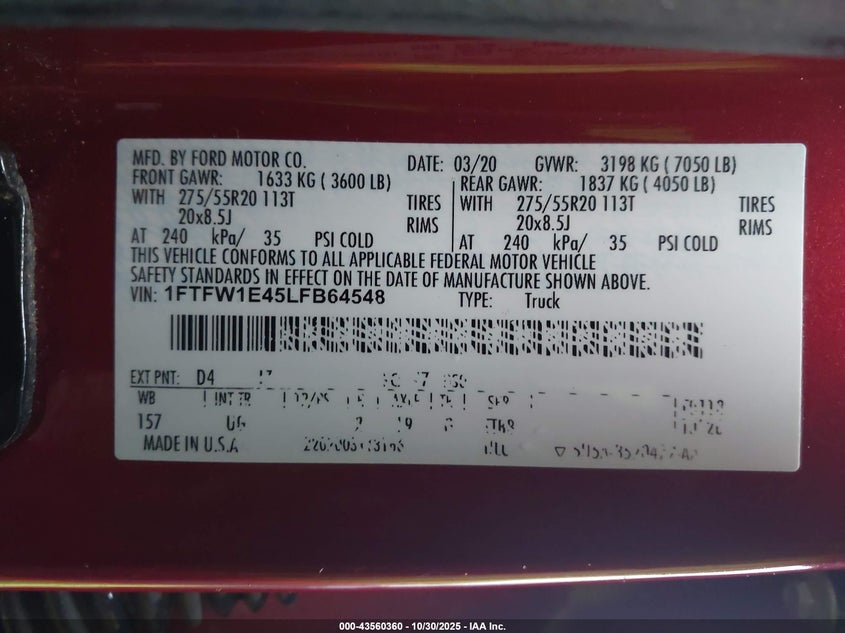 MFD. BY FORD MOTOR CO. DATE: 03/20 GVWR: 3198 KG ( 7050 LB)
FRONT GAWR: 1633 KG ( 3600 LB) REAR GAWR: 1837 KG ( 4050 LB)
WITH 275/55R20 113T TIRES WITH 275/55R20 113T TIRES
20x8.5J RIMS 20x8.5J RIMS
AT 240 kPa/ 35 PSI COLD AT 240 kPa/ 35 PSI COLD
THIS VEHICLE CONFORMS TO ALL APPLICABLE FEDERAL MOTOR VEHICLE
SAFETY STANDARDS IN EFFECT ON THE DATE OF MANUFACTURE SHOWN ABOVE.
VIN: 1FTFW1E45LFB64548 TYPE: Truck
EXT PNT: D4
WB INT TR
157
MADE IN U.S.A
000-43560360 - 10/30/2025 - IAA Inc.